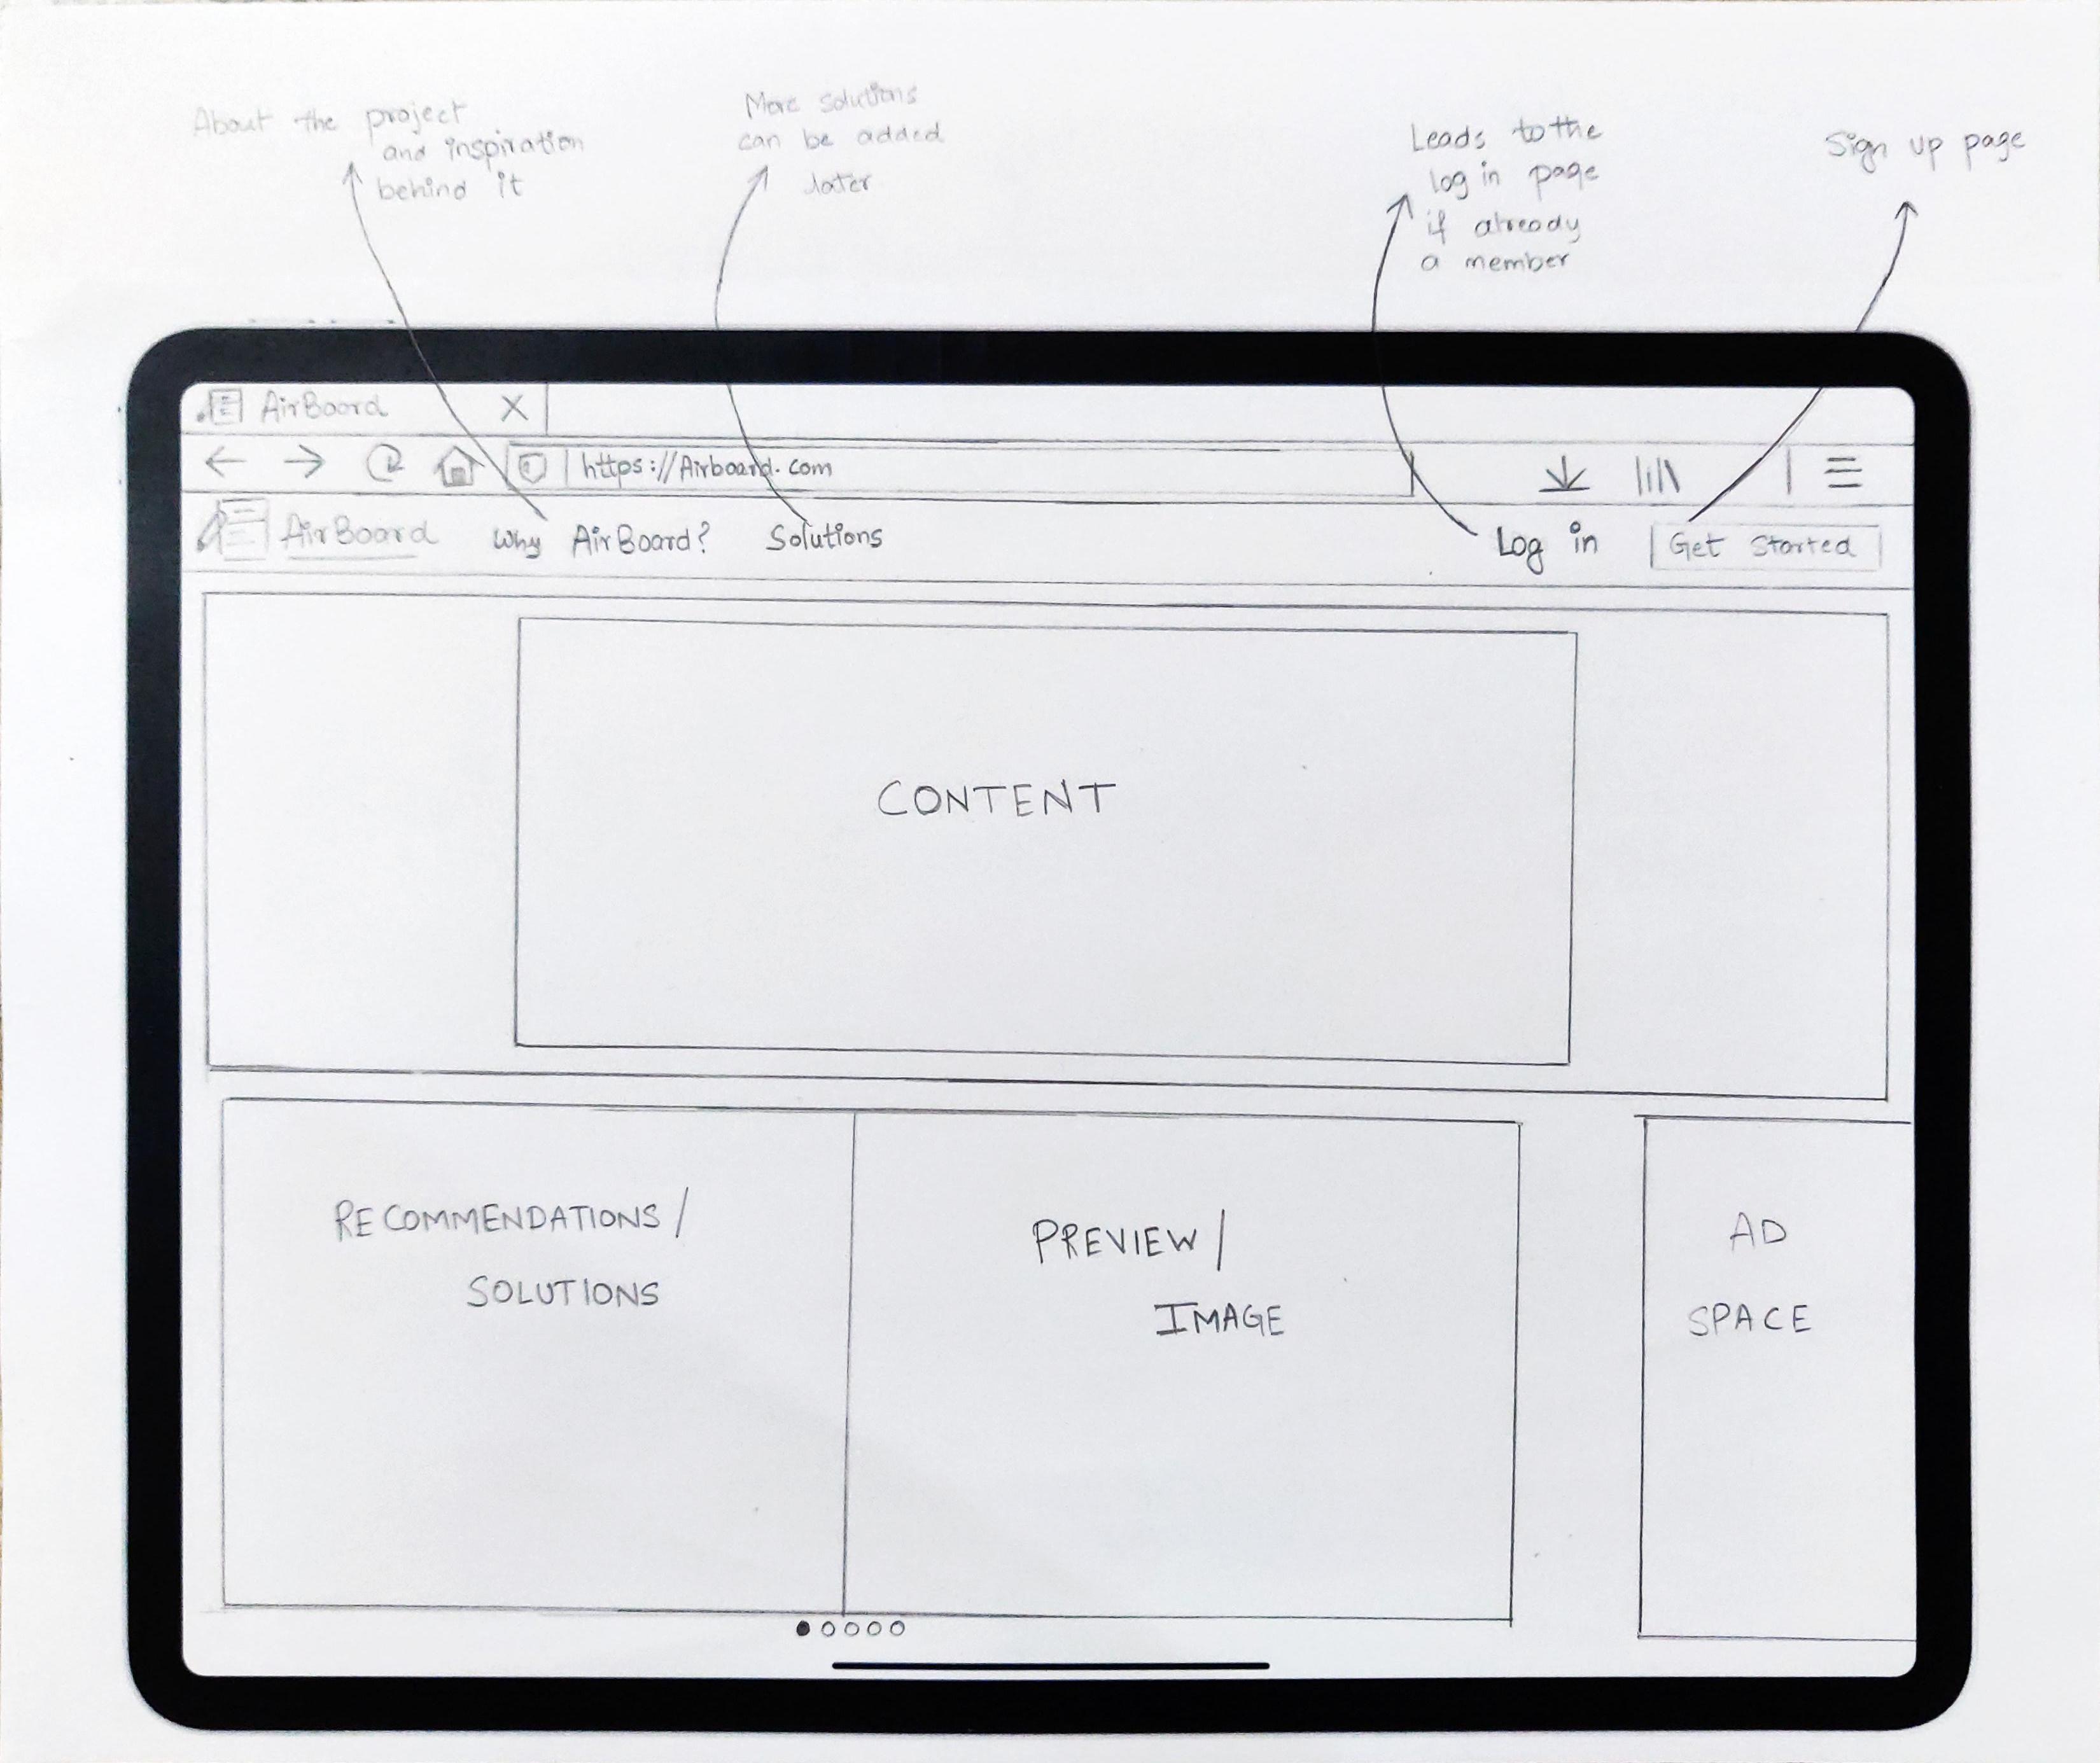 About the project
and inspiration
behind it
More solutions
can be added
later
Leads to the
log in page
if already
a member
Sign up page
AirBoard X
https://Airboard.com
AirBoard Why AirBoard? Solutions Log in Get Started
CONTENT
RECOMMENDATIONS/
SOLUTIONS
PREVIEW/
IMAGE
AD
SPACE